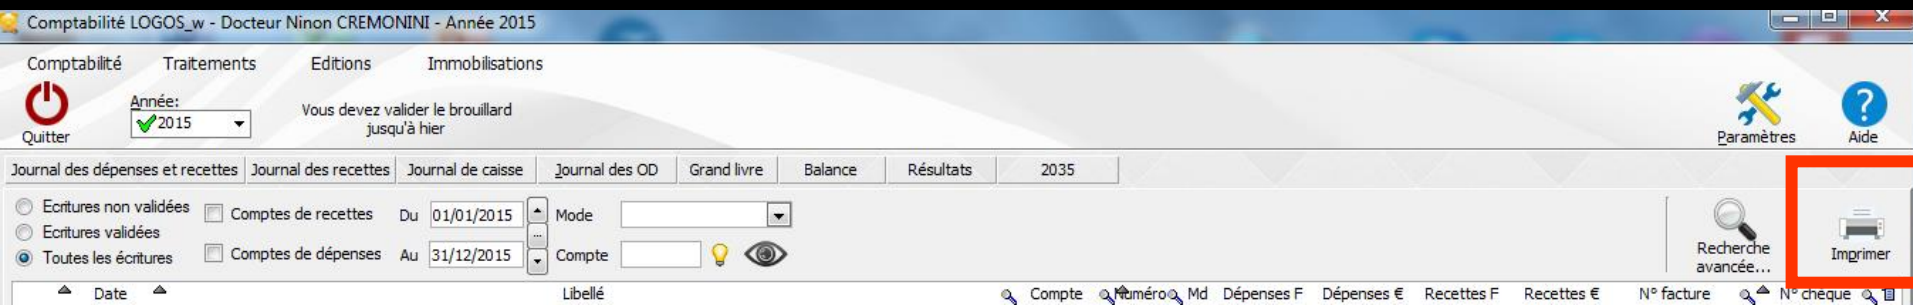 Comptabilité LOGOS_w - Docteur Ninon CREMONINI - Année 2015
Comptabilité Traitements Editions Immobilisations
Quitter
Année:
2015
Vous devez valider le brouillard
jusqu'à hier
Paramètres
Aide
Journal des dépenses et recettes Journal des recettes Journal de caisse Journal des OD Grand livre Balance Résultats 2035
Ecritures non validées
Ecritures validées
Toutes les écritures
Comptes de recettes
Comptes de dépenses
Du 01/01/2015
...
Au 31/12/2015
Mode
Compte
Recherche
avancée...
Imprimer
Date Libellé Compte Numéro Md Dépenses F Dépenses € Recettes F Recettes € N° facture N° chèque